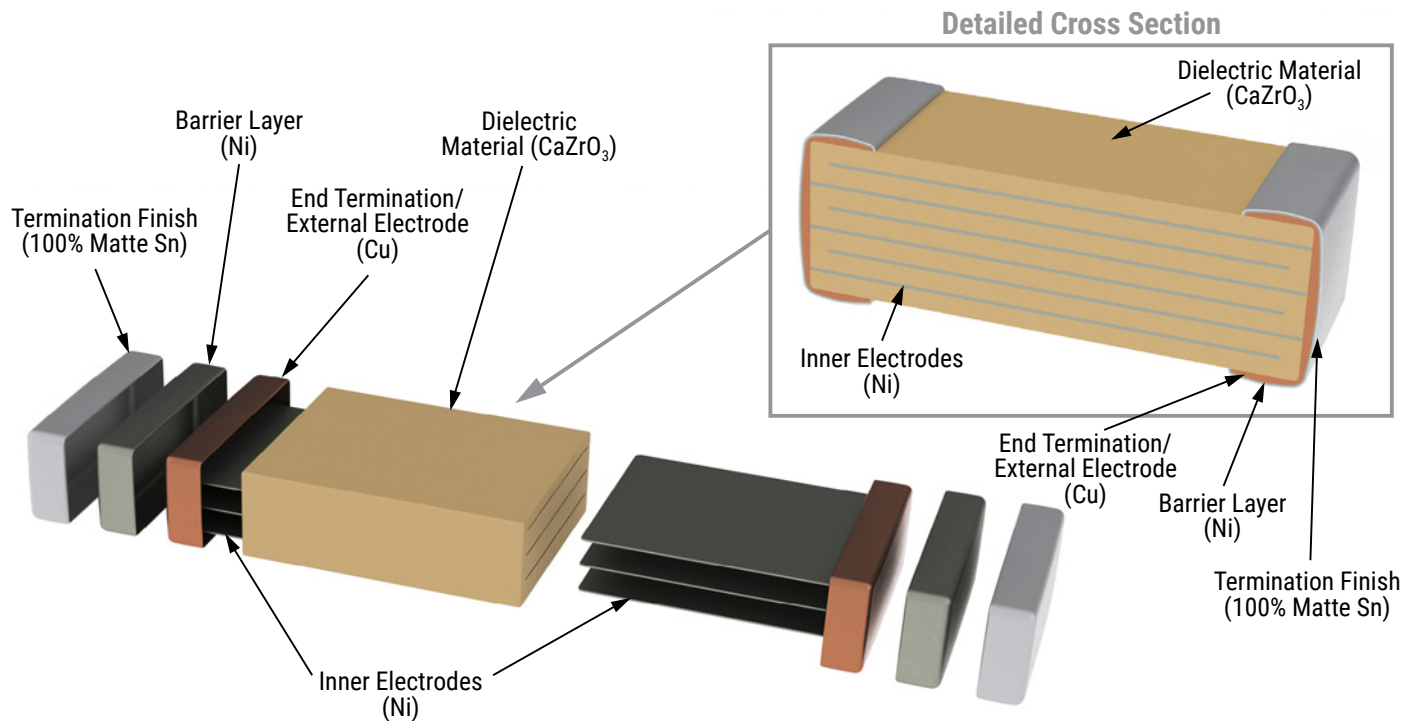 Detailed Cross Section
Dielectric Material
(CaZrO₃)
Barrier Layer
(Ni)
Dielectric
Material (CaZrO₃)
End Termination/
External Electrode
(Cu)
Termination Finish
(100% Matte Sn)
Inner Electrodes
(Ni)
End Termination/
External Electrode
(Cu)
Barrier Layer
(Ni)
Termination Finish
(100% Matte Sn)
Inner Electrodes
(Ni)